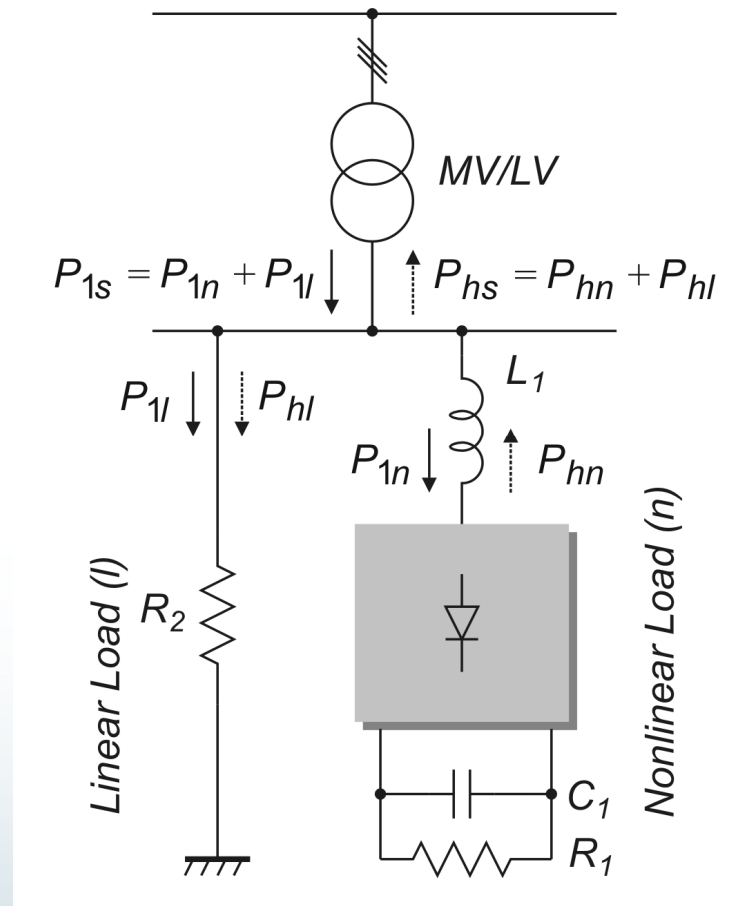 MV/LV
P1s = P1n + P1l
Phs = Phn + Phl
P1l
Phl
L1
P1n
Phn
Linear Load (l)
R2
Nonlinear Load (n)
C1
R1